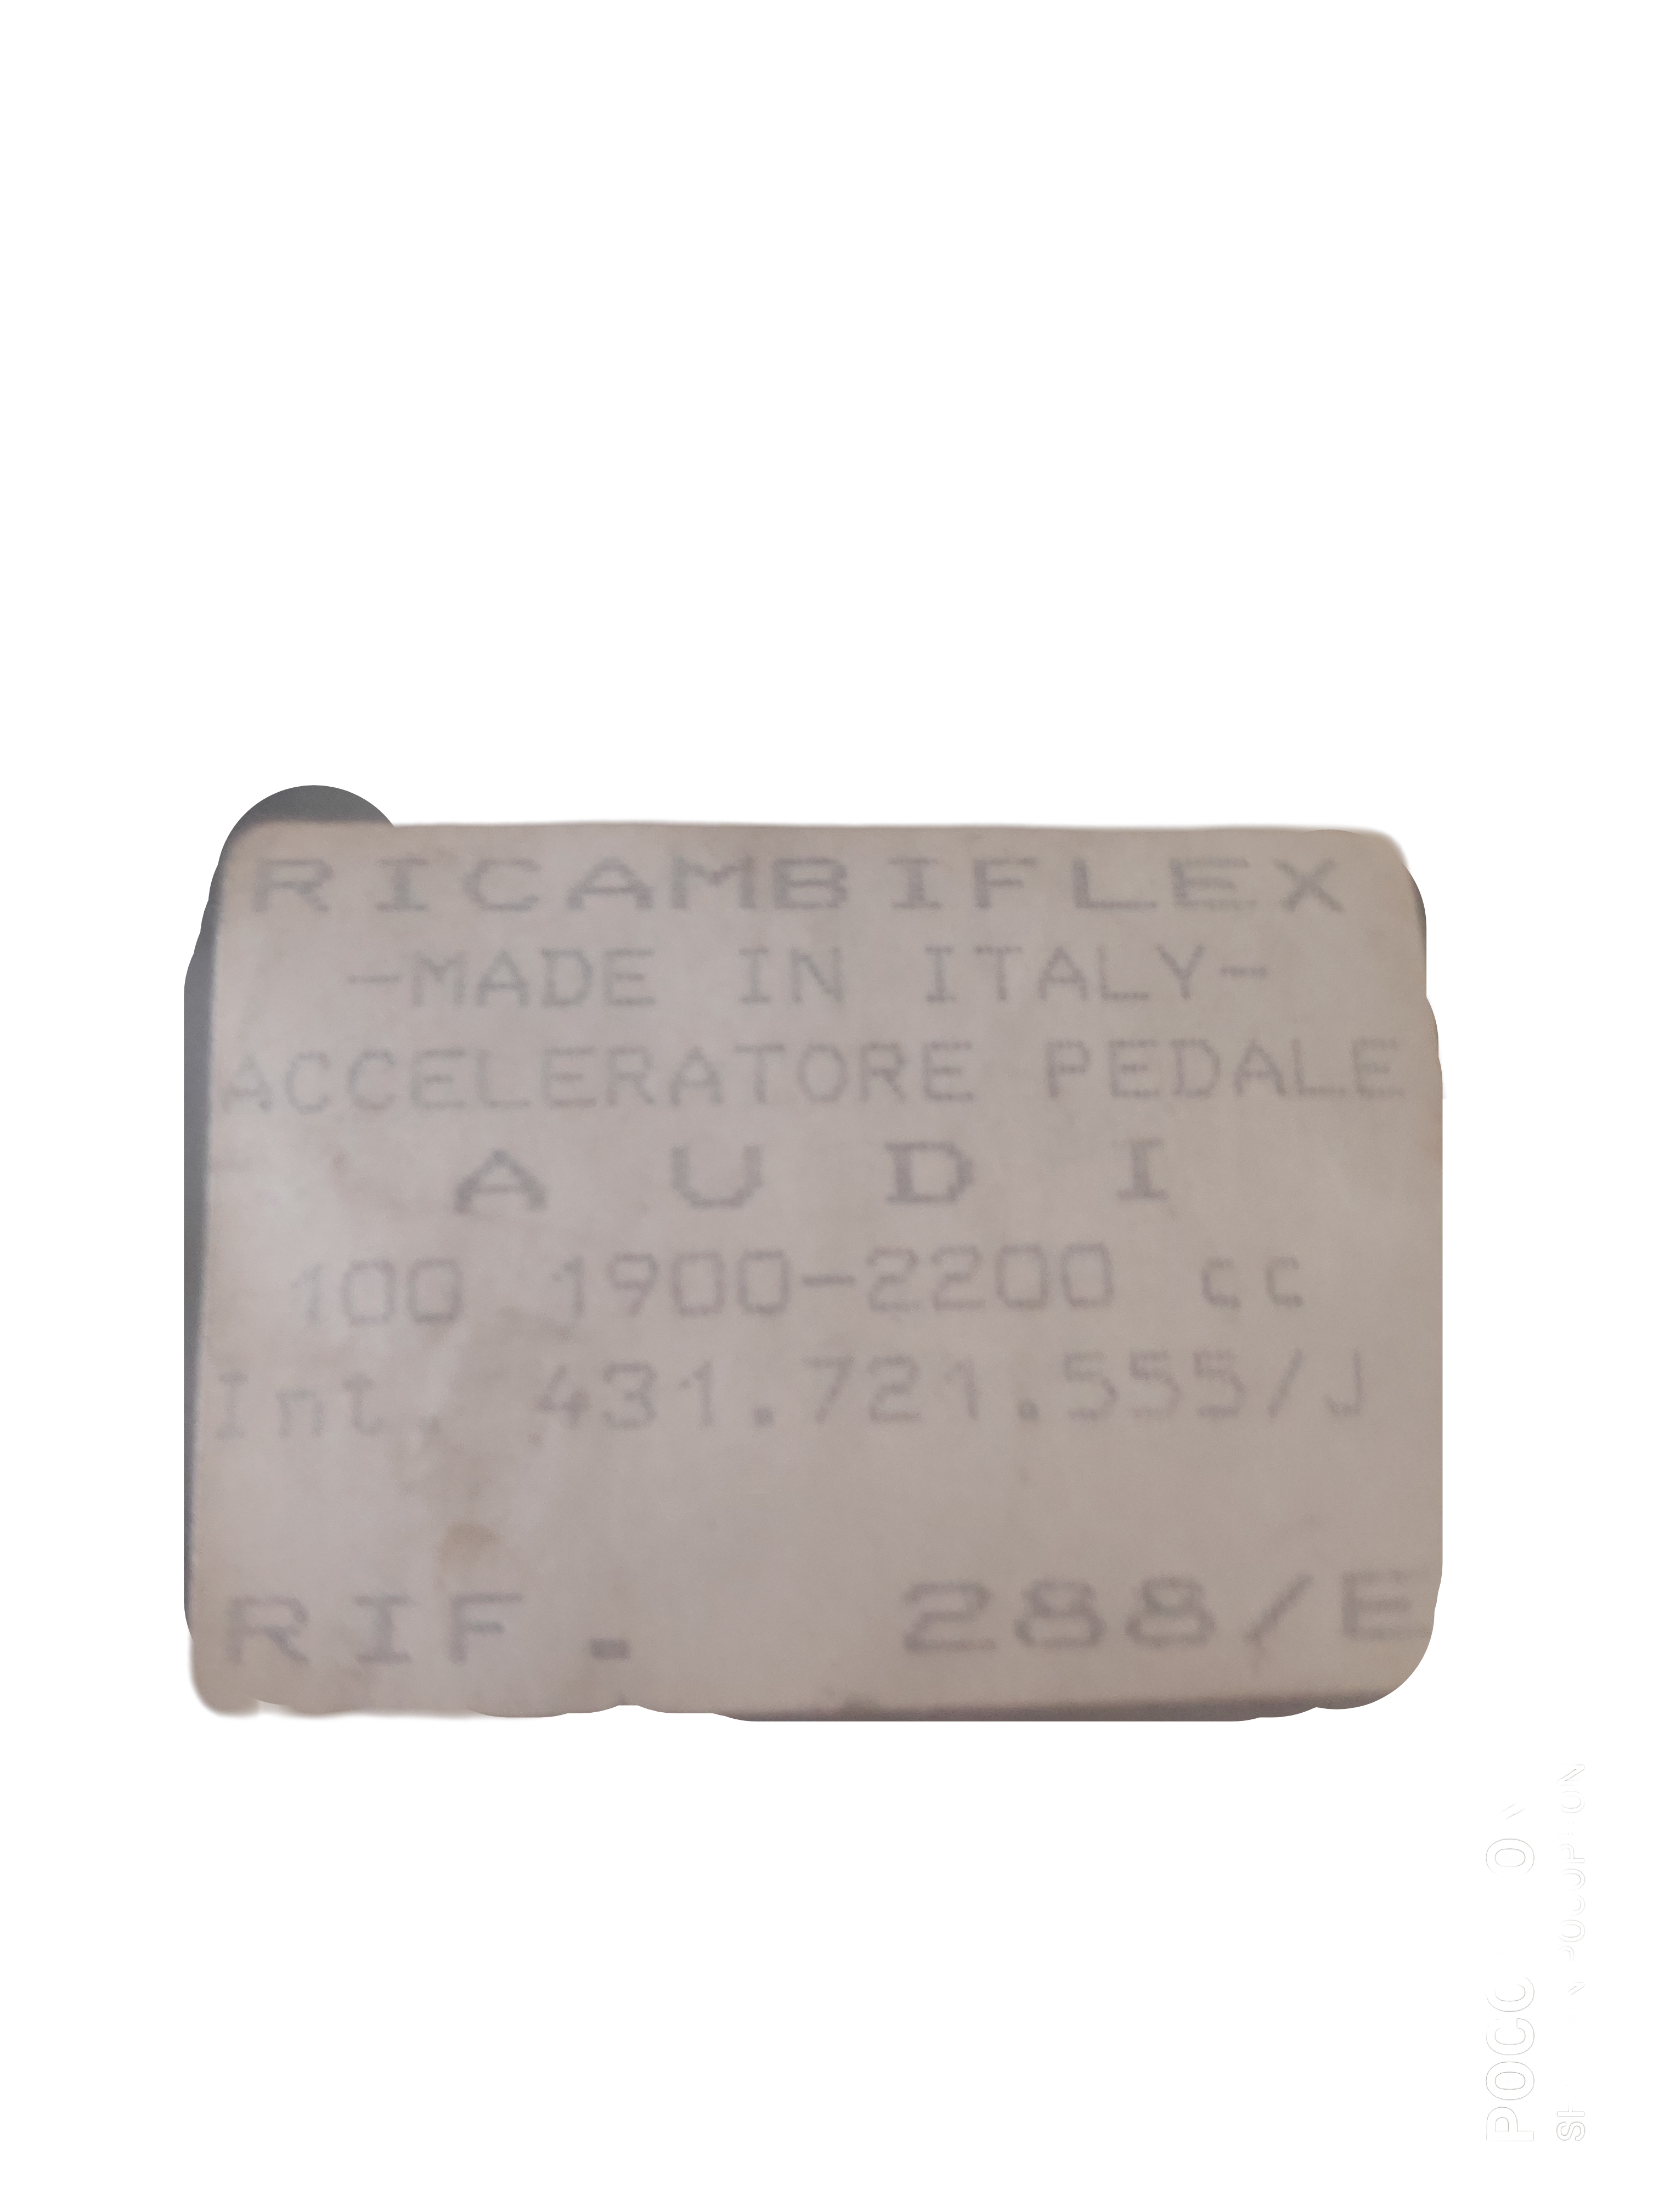 RICAMBIFLEX
-MADE IN ITALY-
ACCELERATORE PEDALE
A U D I
100 1900-2200 cc
Int. 431.721.555/J
RIF. 288/E